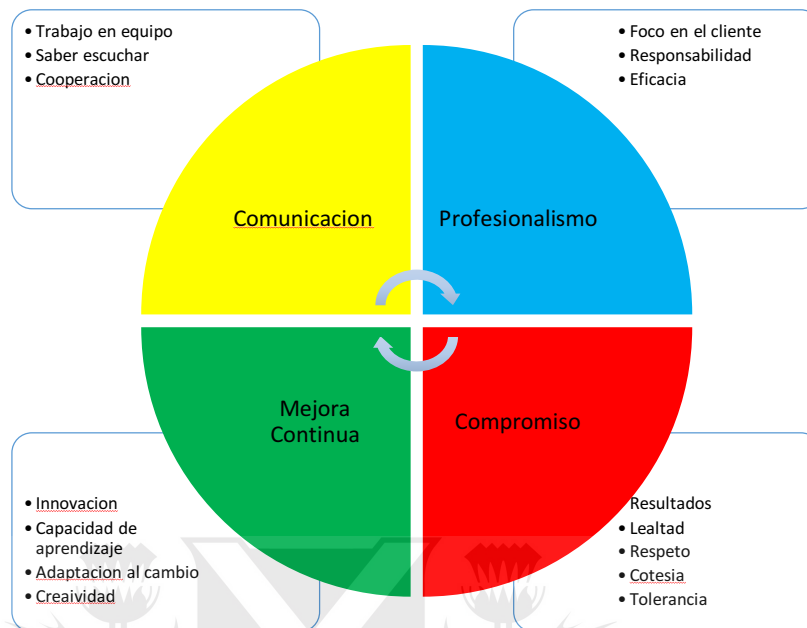 • Trabajo en equipo
• Saber escuchar
• Cooperacion
• Foco en el cliente
• Responsabilidad
• Eficacia
Comunicacion
Profesionalismo
Mejora
Continua
Compromiso
• Innovacion
• Capacidad de
aprendizaje
• Adaptacion al cambio
• Creaividad
Resultados
• Lealtad
• Respeto
• Cotesia
• Tolerancia